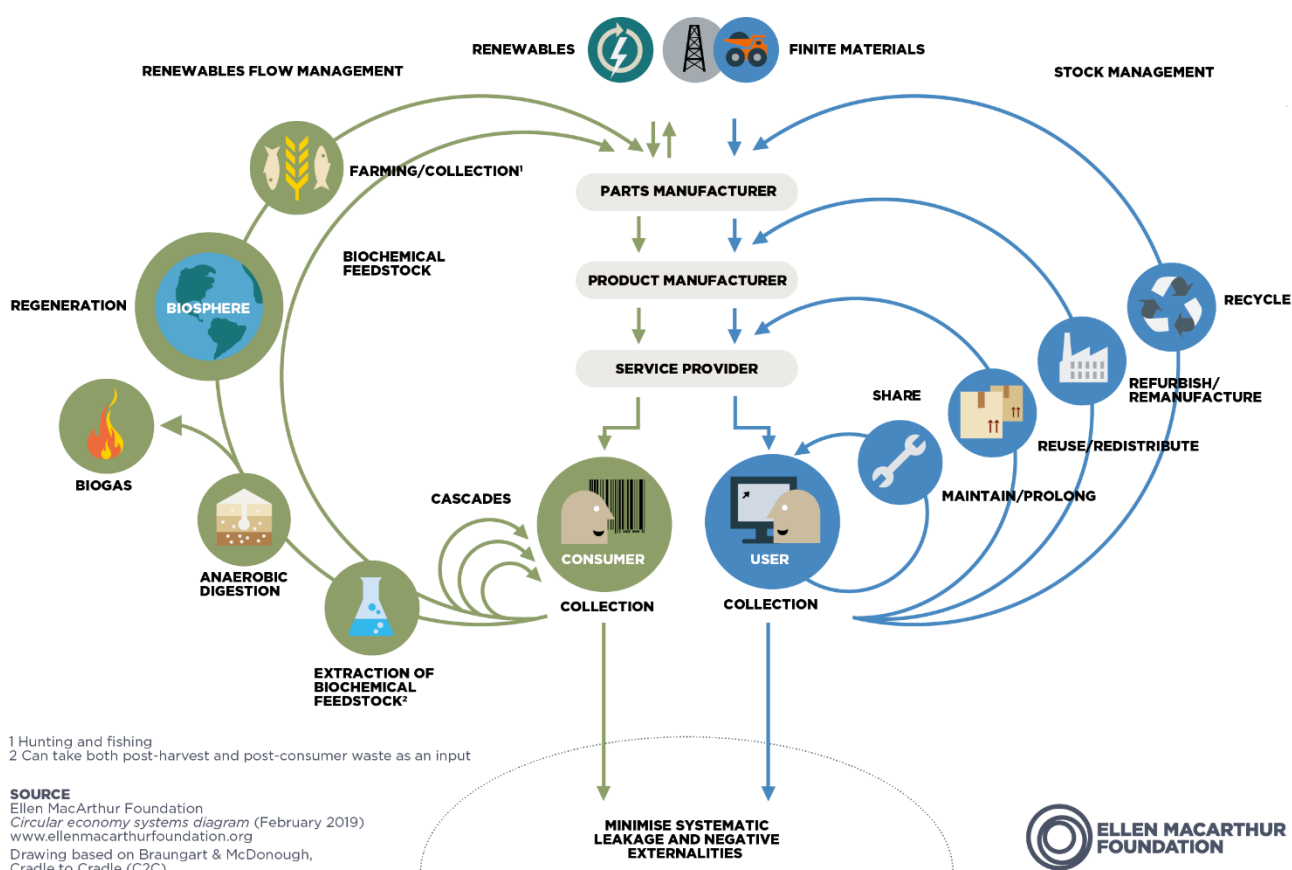 RENEWABLES
FINITE MATERIALS
RENEWABLES FLOW MANAGEMENT
STOCK MANAGEMENT
FARMING/COLLECTION¹
PARTS MANUFACTURER
BIOCHEMICAL
FEEDSTOCK
PRODUCT MANUFACTURER
REGENERATION
BIOSPHERE
RECYCLE
SERVICE PROVIDER
SHARE
REFURBISH/
REMANUFACTURE
REUSE/REDISTRIBUTE
BIOGAS
CASCADES
MAINTAIN/PROLONG
CONSUMER
USER
ANAEROBIC
DIGESTION
COLLECTION
COLLECTION
EXTRACTION OF
BIOCHEMICAL
FEEDSTOCK²
1 Hunting and fishing
2 Can take both post-harvest and post-consumer waste as an input
SOURCE
Ellen MacArthur Foundation
Circular economy systems diagram (February 2019)
www.ellenmacarthurfoundation.org
Drawing based on Braungart & McDonough,
Cradle to Cradle (C2C)
MINIMISE SYSTEMATIC
LEAKAGE AND NEGATIVE
EXTERNALITIES
ELLEN MACARTHUR
FOUNDATION